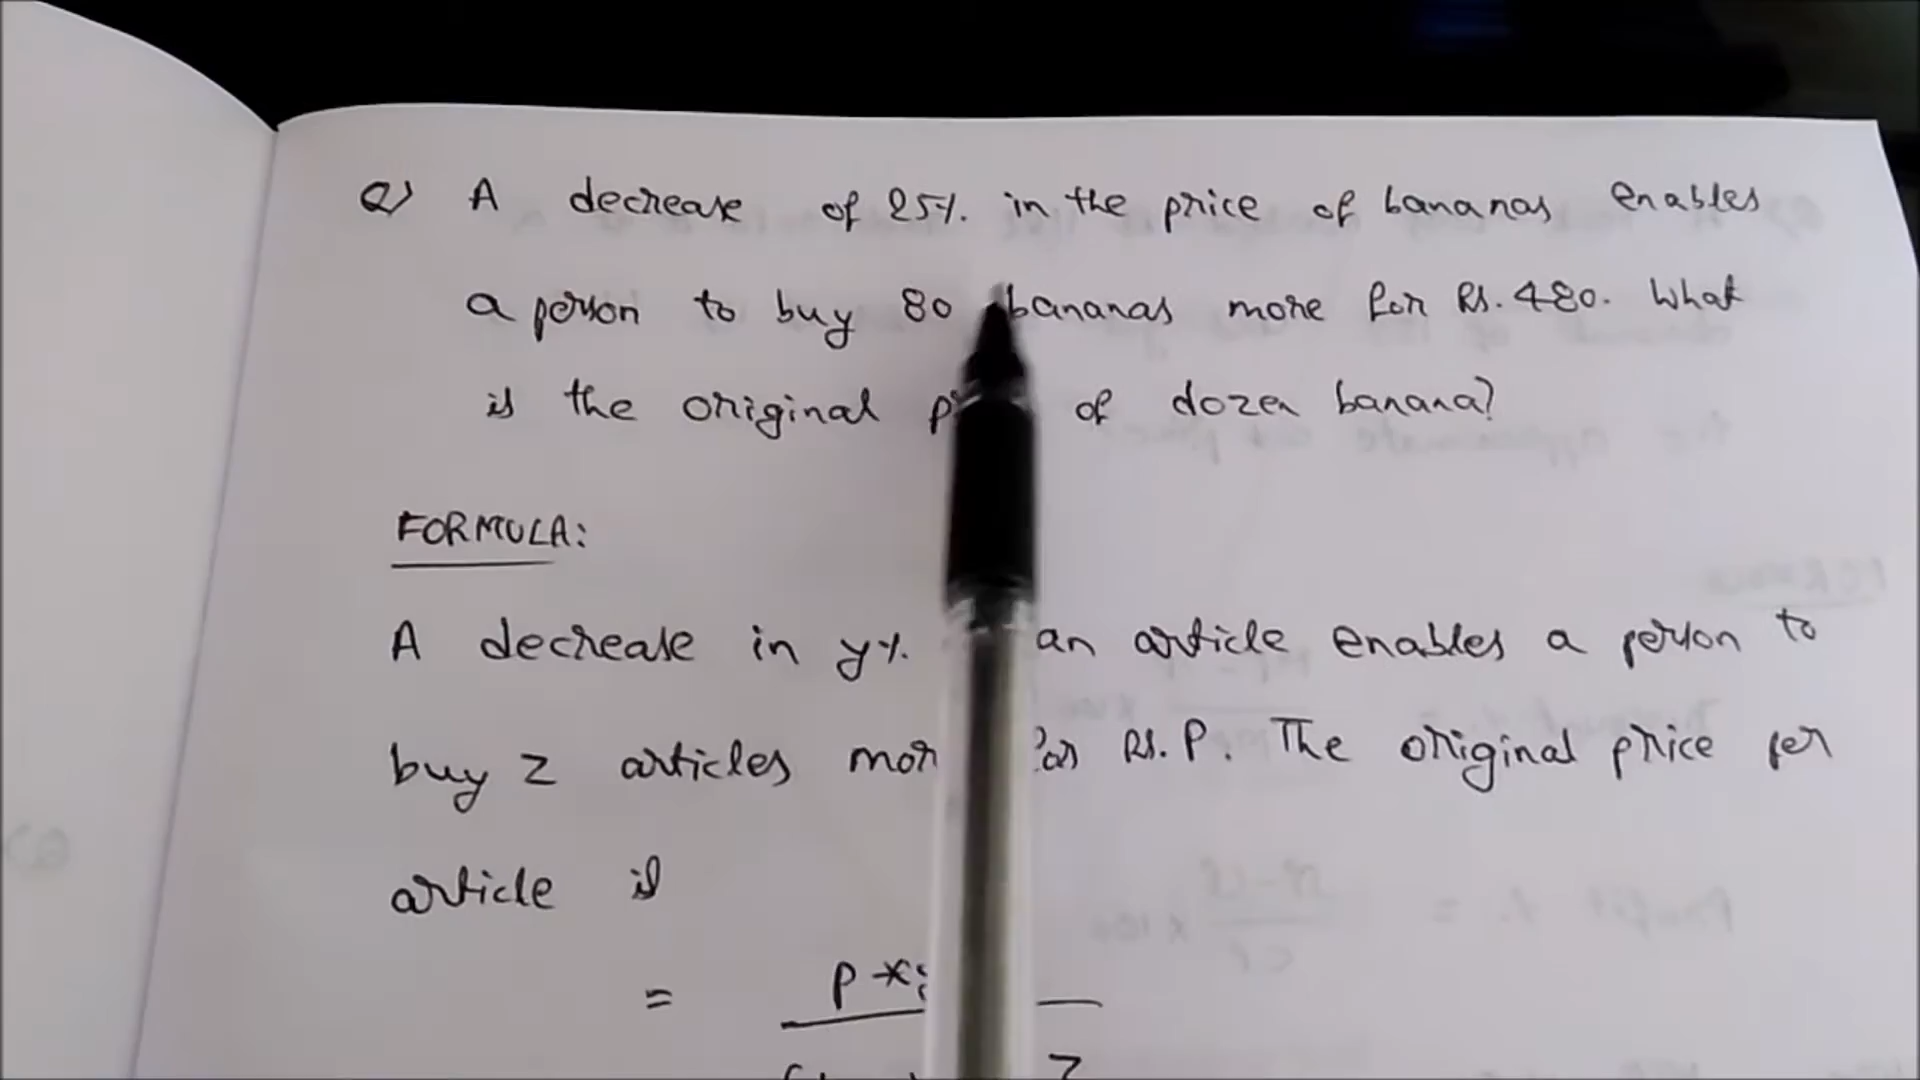 Q) A decrease of 25%. in the price of bananas enables
a person to buy 80 bananas more for Rs. 480. What
is the original of dozen banana?
FORMULA:
A decrease in y%. an article enables a person to
buy z articles Rs. P. The original price per
article is
= P *
z